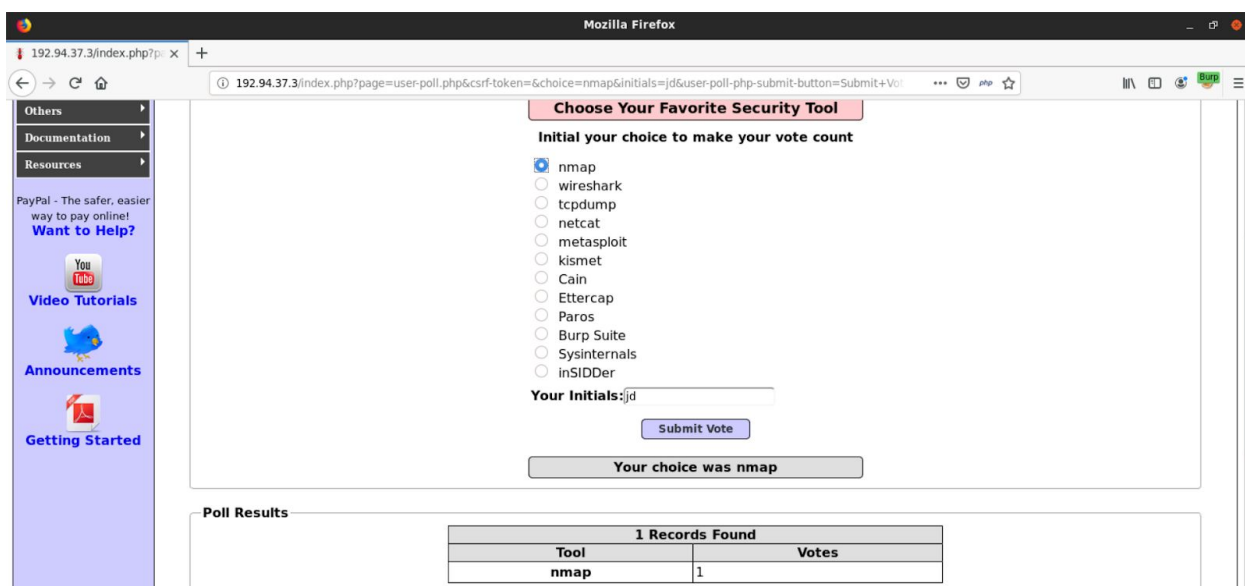 Mozilla Firefox
192.94.37.3/index.php?p
192.94.37.3/index.php?page=user-poll.php&csrf-token=&choice=nmap&initials=jd&user-poll-php-submit-button=Submit+Vo
php
Burp
Others
Documentation
Resources
PayPal - The safer, easier
way to pay online!
Want to Help?
You
Tube
Video Tutorials
Announcements
Getting Started
Choose Your Favorite Security Tool
Initial your choice to make your vote count
nmap
wireshark
tcpdump
netcat
metasploit
kismet
Cain
Ettercap
Paros
Burp Suite
Sysinternals
inSIDDer
Your Initials: jd
Submit Vote
Your choice was nmap
Poll Results
1 Records Found
Tool Votes
nmap 1